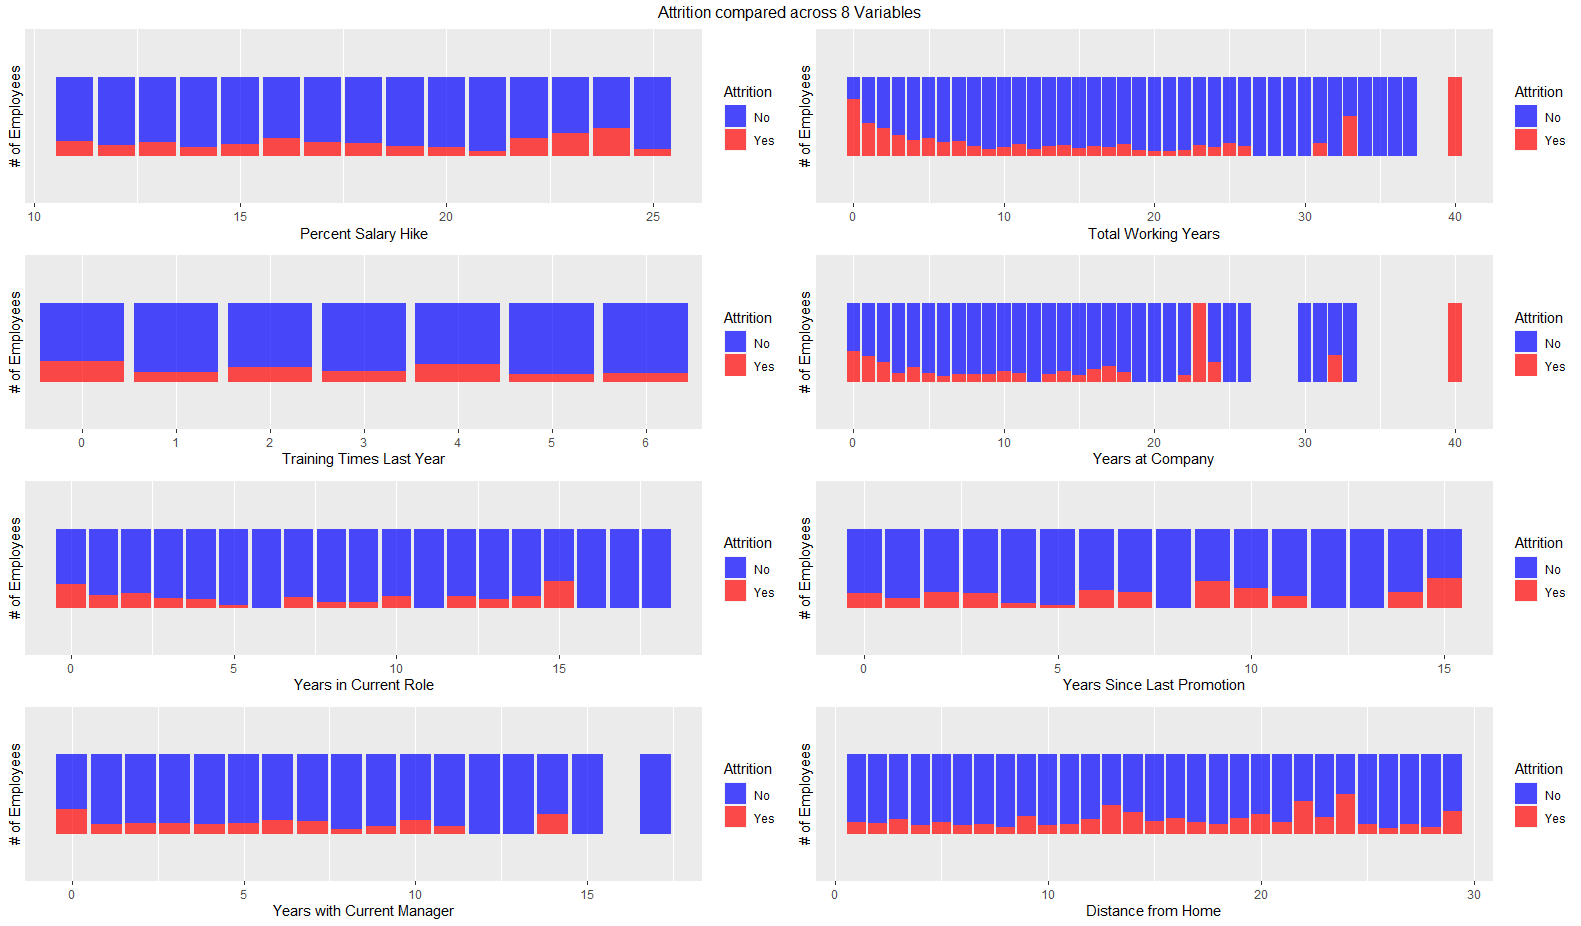 Attrition compared across 8 Variables
# of Employees
10 15 20 25
Percent Salary Hike
Attrition
No
Yes
# of Employees
0 10 20 30 40
Total Working Years
Attrition
No
Yes
# of Employees
0 1 2 3 4 5 6
Training Times Last Year
Attrition
No
Yes
# of Employees
0 10 20 30 40
Years at Company
Attrition
No
Yes
# of Employees
0 5 10 15
Years in Current Role
Attrition
No
Yes
# of Employees
0 5 10 15
Years Since Last Promotion
Attrition
No
Yes
# of Employees
0 5 10 15
Years with Current Manager
Attrition
No
Yes
# of Employees
0 10 20 30
Distance from Home
Attrition
No
Yes